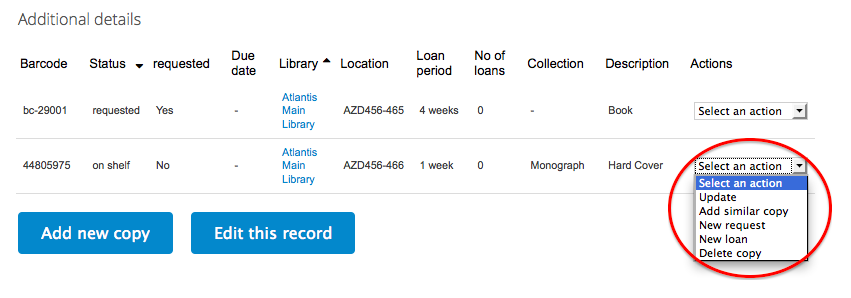 Additional details
Barcode Status requested Due date Library Location Loan period No of loans Collection Description Actions
bc-29001 requested Yes - Atlantis Main Library AZD456-465 4 weeks 0 - Book Select an action
44805975 on shelf No - Atlantis Main Library AZD456-466 1 week 0 Monograph Hard Cover Select an action
Select an action
Update
Add similar copy
New request
New loan
Delete copy
Add new copy Edit this record